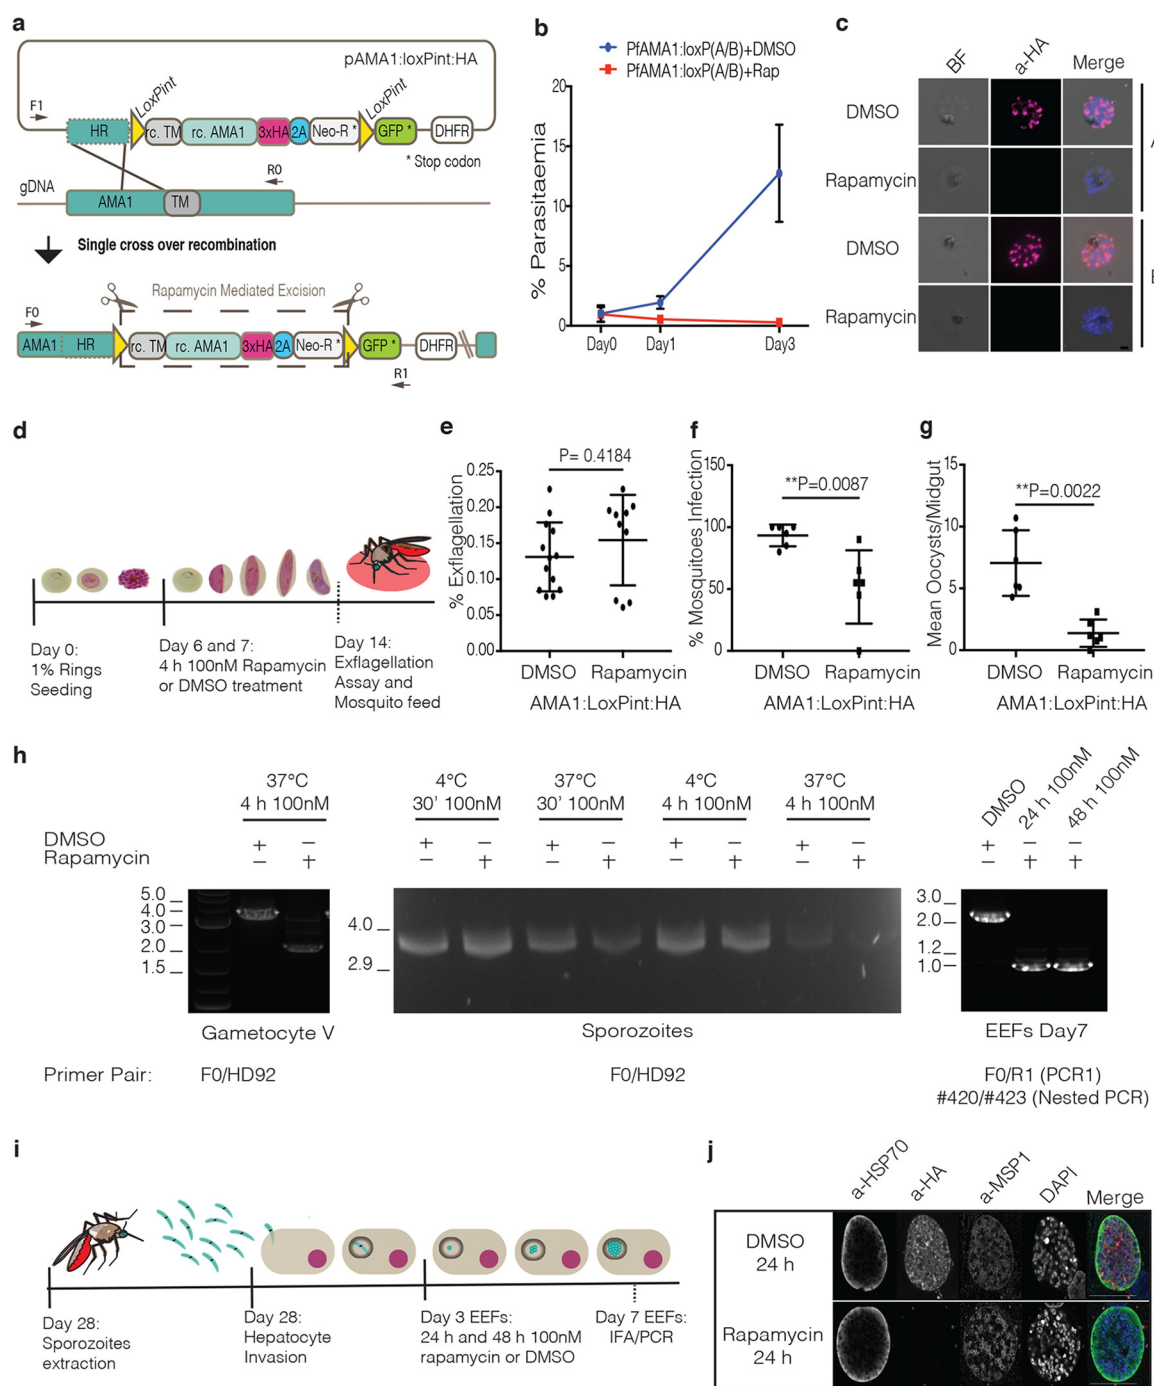 a
pAMA1:loxPint:HA
LoxPint
LoxPint
F1
HR
rc. TM
rc. AMA1
3xHA
2A
Neo-R *
GFP *
DHFR
* Stop codon
R0
gDNA
AMA1
TM
Single cross over recombination
Rapamycin Mediated Excision
F0
AMA1
HR
rc. TM
rc. AMA1
3xHA
2A
Neo-R *
GFP *
DHFR
R1
b
PfAMA1:loxP(A/B)+DMSO
PfAMA1:loxP(A/B)+Rap
% Parasitaemia
20
15
10
5
0
Day0
Day1
Day3
c
BF
a-HA
Merge
DMSO
Rapamycin
DMSO
Rapamycin
d
Day 0:
1% Rings
Seeding
Day 6 and 7:
4 h 100nM Rapamycin
or DMSO treatment
Day 14:
Exflagellation
Assay and
Mosquito feed
e
P= 0.4184
% Exflagellation
0.25
0.20
0.15
0.10
0.05
0.00
DMSO
Rapamycin
AMA1:LoxPint:HA
f
**P=0.0087
% Mosquitoes Infection
150
100
50
0
DMSO
Rapamycin
AMA1:LoxPint:HA
g
**P=0.0022
Mean Oocysts/Midgut
15
10
5
0
DMSO
Rapamycin
AMA1:LoxPint:HA
h
37°C
4 h 100nM
4°C
30' 100nM
37°C
30' 100nM
4°C
4 h 100nM
37°C
4 h 100nM
DMSO
24 h 100nM
48 h 100nM
DMSO + − + − + − + − + − + − −
Rapamycin − + − + − + − + − + − + +
5.0
4.0
3.0
2.0
1.5
4.0
2.9
3.0
2.0
1.2
1.0
Gametocyte V
Sporozoites
EEFs Day7
Primer Pair:
F0/HD92
F0/HD92
F0/R1 (PCR1)
#420/#423 (Nested PCR)
i
Day 28:
Sporozoites
extraction
Day 28:
Hepatocyte
Invasion
Day 3 EEFs:
24 h and 48 h 100nM
rapamycin or DMSO
Day 7 EEFs:
IFA/PCR
j
a-HSP70
a-HA
a-MSP1
DAPI
Merge
DMSO
24 h
Rapamycin
24 h